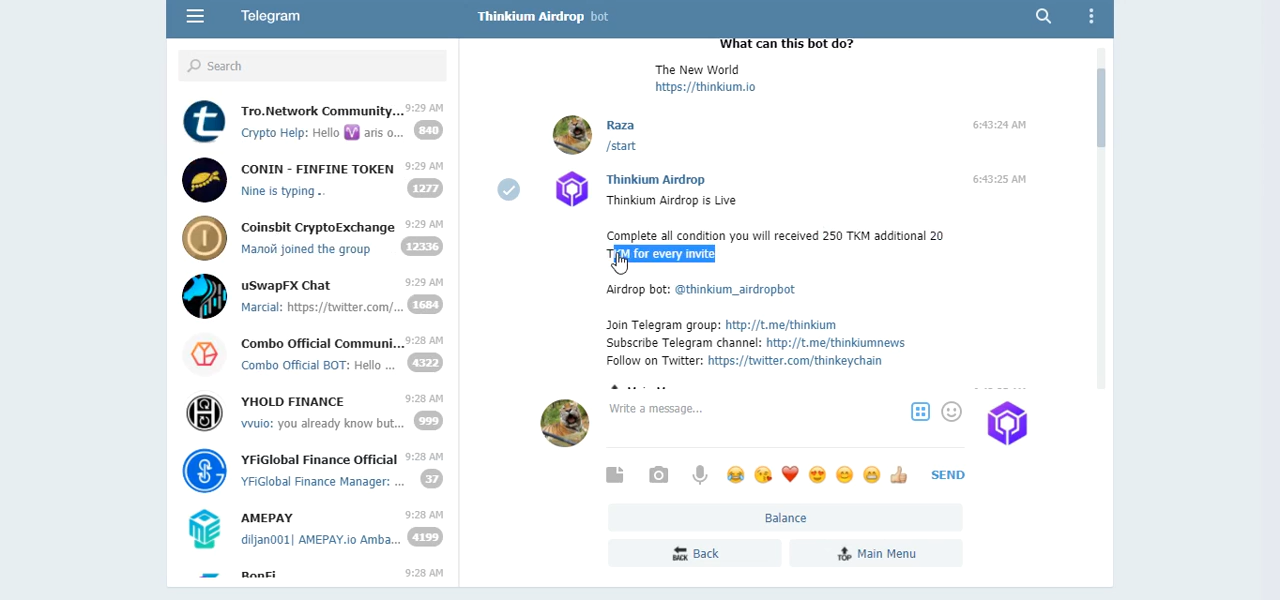 Telegram
Thinkium Airdrop bot
Search
Tro.Network Community... 9:29 AM
Crypto Help: Hello aris o... 840
CONIN - FINFINE TOKEN 9:29 AM
Nine is typing .. 1277
Coinsbit CryptoExchange 9:29 AM
Малой joined the group 12336
uSwapFX Chat 9:29 AM
Marcial: https://twitter.com/... 1684
Combo Official Communi... 9:28 AM
Combo Official BOT: Hello ... 4322
YHOLD FINANCE 9:28 AM
vvuio: you already know but... 999
YFiGlobal Finance Official 9:28 AM
YFiGlobal Finance Manager: ... 37
AMEPAY 9:28 AM
diljan001| AMEPAY.io Amba... 4199
9:28 AM
What can this bot do?
The New World
https://thinkium.io
Raza 6:43:24 AM
/start
Thinkium Airdrop 6:43:25 AM
Thinkium Airdrop is Live
Complete all condition you will received 250 TKM additional 20
TKM for every invite
Airdrop bot: @thinkium_airdropbot
Join Telegram group: http://t.me/thinkium
Subscribe Telegram channel: http://t.me/thinkiumnews
Follow on Twitter: https://twitter.com/thinkeychain
Write a message...
SEND
Balance
BACK Back
TOP Main Menu